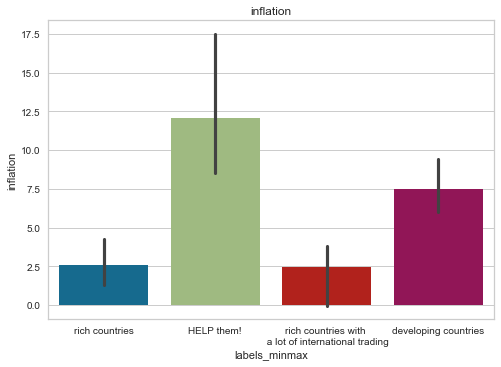 inflation
17.5
15.0
12.5
10.0
7.5
5.0
2.5
0.0
inflation
rich countries
HELP them!
rich countries with
a lot of international trading
developing countries
labels_minmax